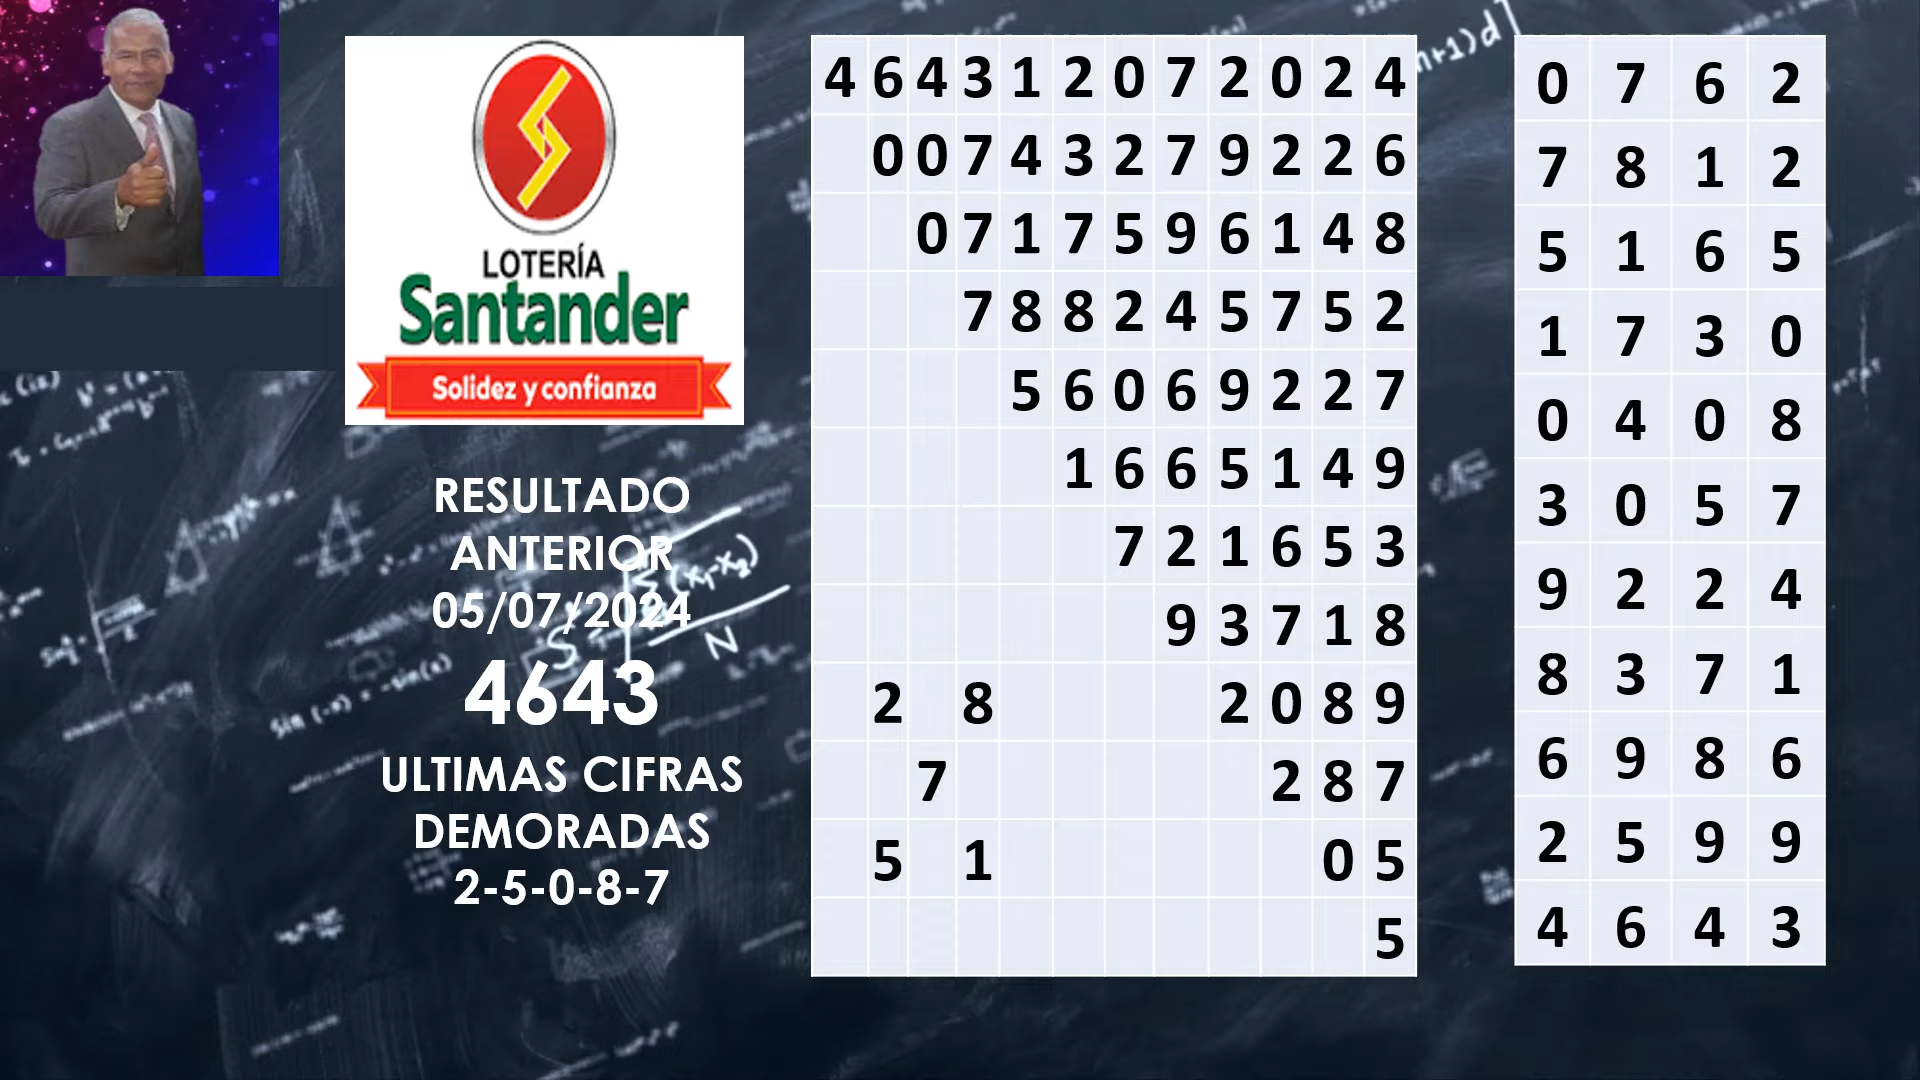 LOTERÍA
Santander
Solidez y confianza
RESULTADO
ANTERIOR
05/07/2024
4643
ULTIMAS CIFRAS
DEMORADAS
2-5-0-8-7
4 6 4 3 1 2 0 7 2 0 2 4
0 0 7 4 3 2 7 9 2 2 6
0 7 1 7 5 9 6 1 4 8
7 8 8 2 4 5 7 5 2
5 6 0 6 9 2 2 7
1 6 6 5 1 4 9
7 2 1 6 5 3
9 3 7 1 8
2 8 2 0 8 9
7 2 8 7
5 1 0 5
5
0 7 6 2
7 8 1 2
5 1 6 5
1 7 3 0
0 4 0 8
3 0 5 7
9 2 2 4
8 3 7 1
6 9 8 6
2 5 9 9
4 6 4 3